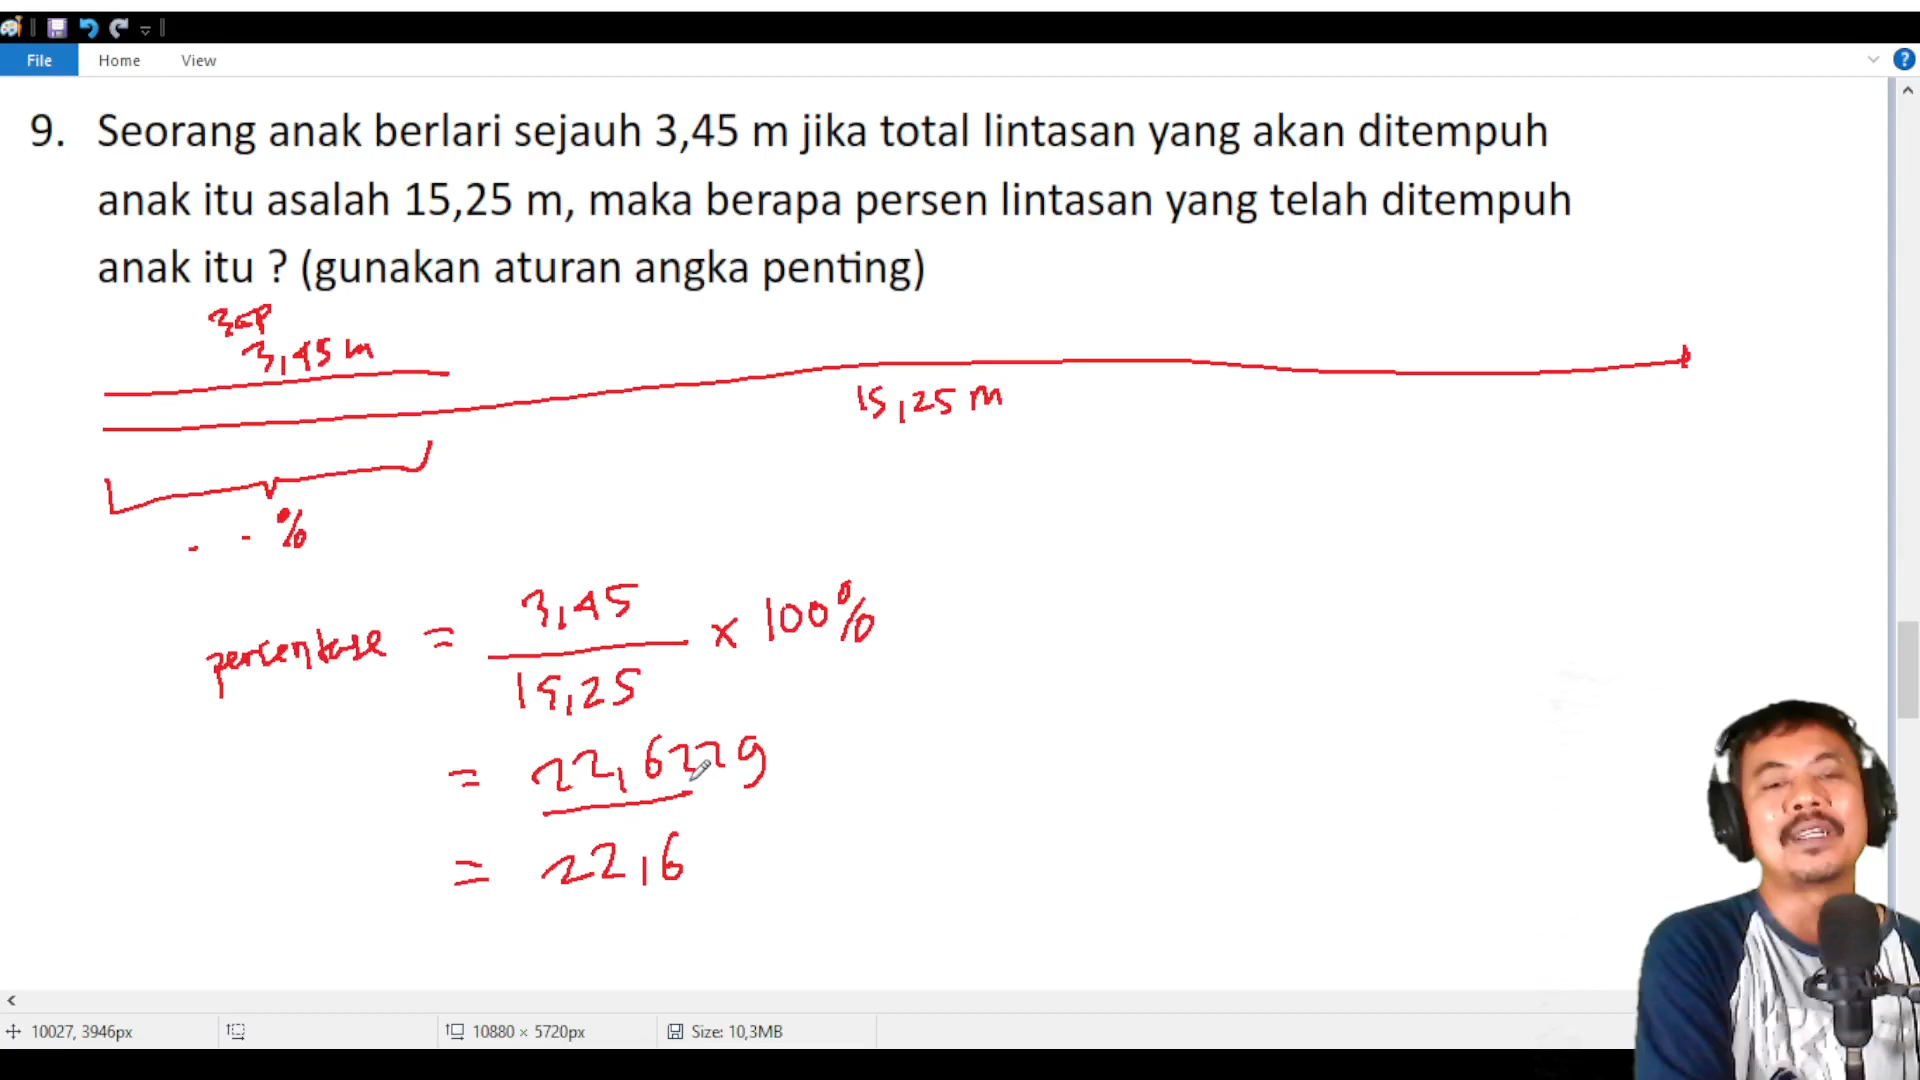 File Home View
9. Seorang anak berlari sejauh 3,45 m jika total lintasan yang akan ditempuh
anak itu asalah 15,25 m, maka berapa persen lintasan yang telah ditempuh
anak itu ? (gunakan aturan angka penting)
3,45 m
15,25 m
. . %
percentase = 3,45
15,25
x 100%
= 22,6229
= 22,6
10027, 3946px 10880 × 5720px Size: 10,3MB